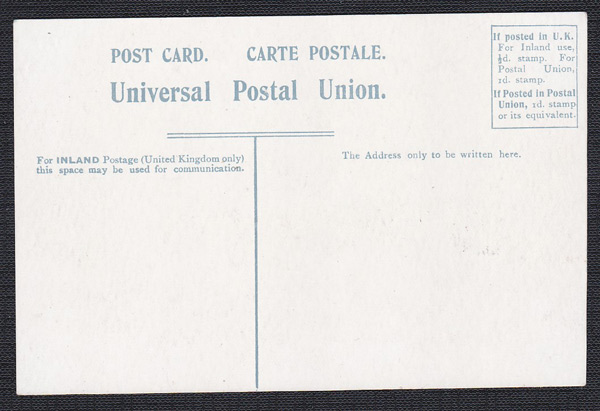 POST CARD. CARTE POSTALE.
Universal Postal Union.
If posted in U.K.
For Inland use,
½d. stamp. For
Postal Union,
1d. stamp.
If Posted in Postal
Union, 1d. stamp
or its equivalent.
For INLAND Postage (United Kingdom only)
this space may be used for communication.
The Address only to be written here.